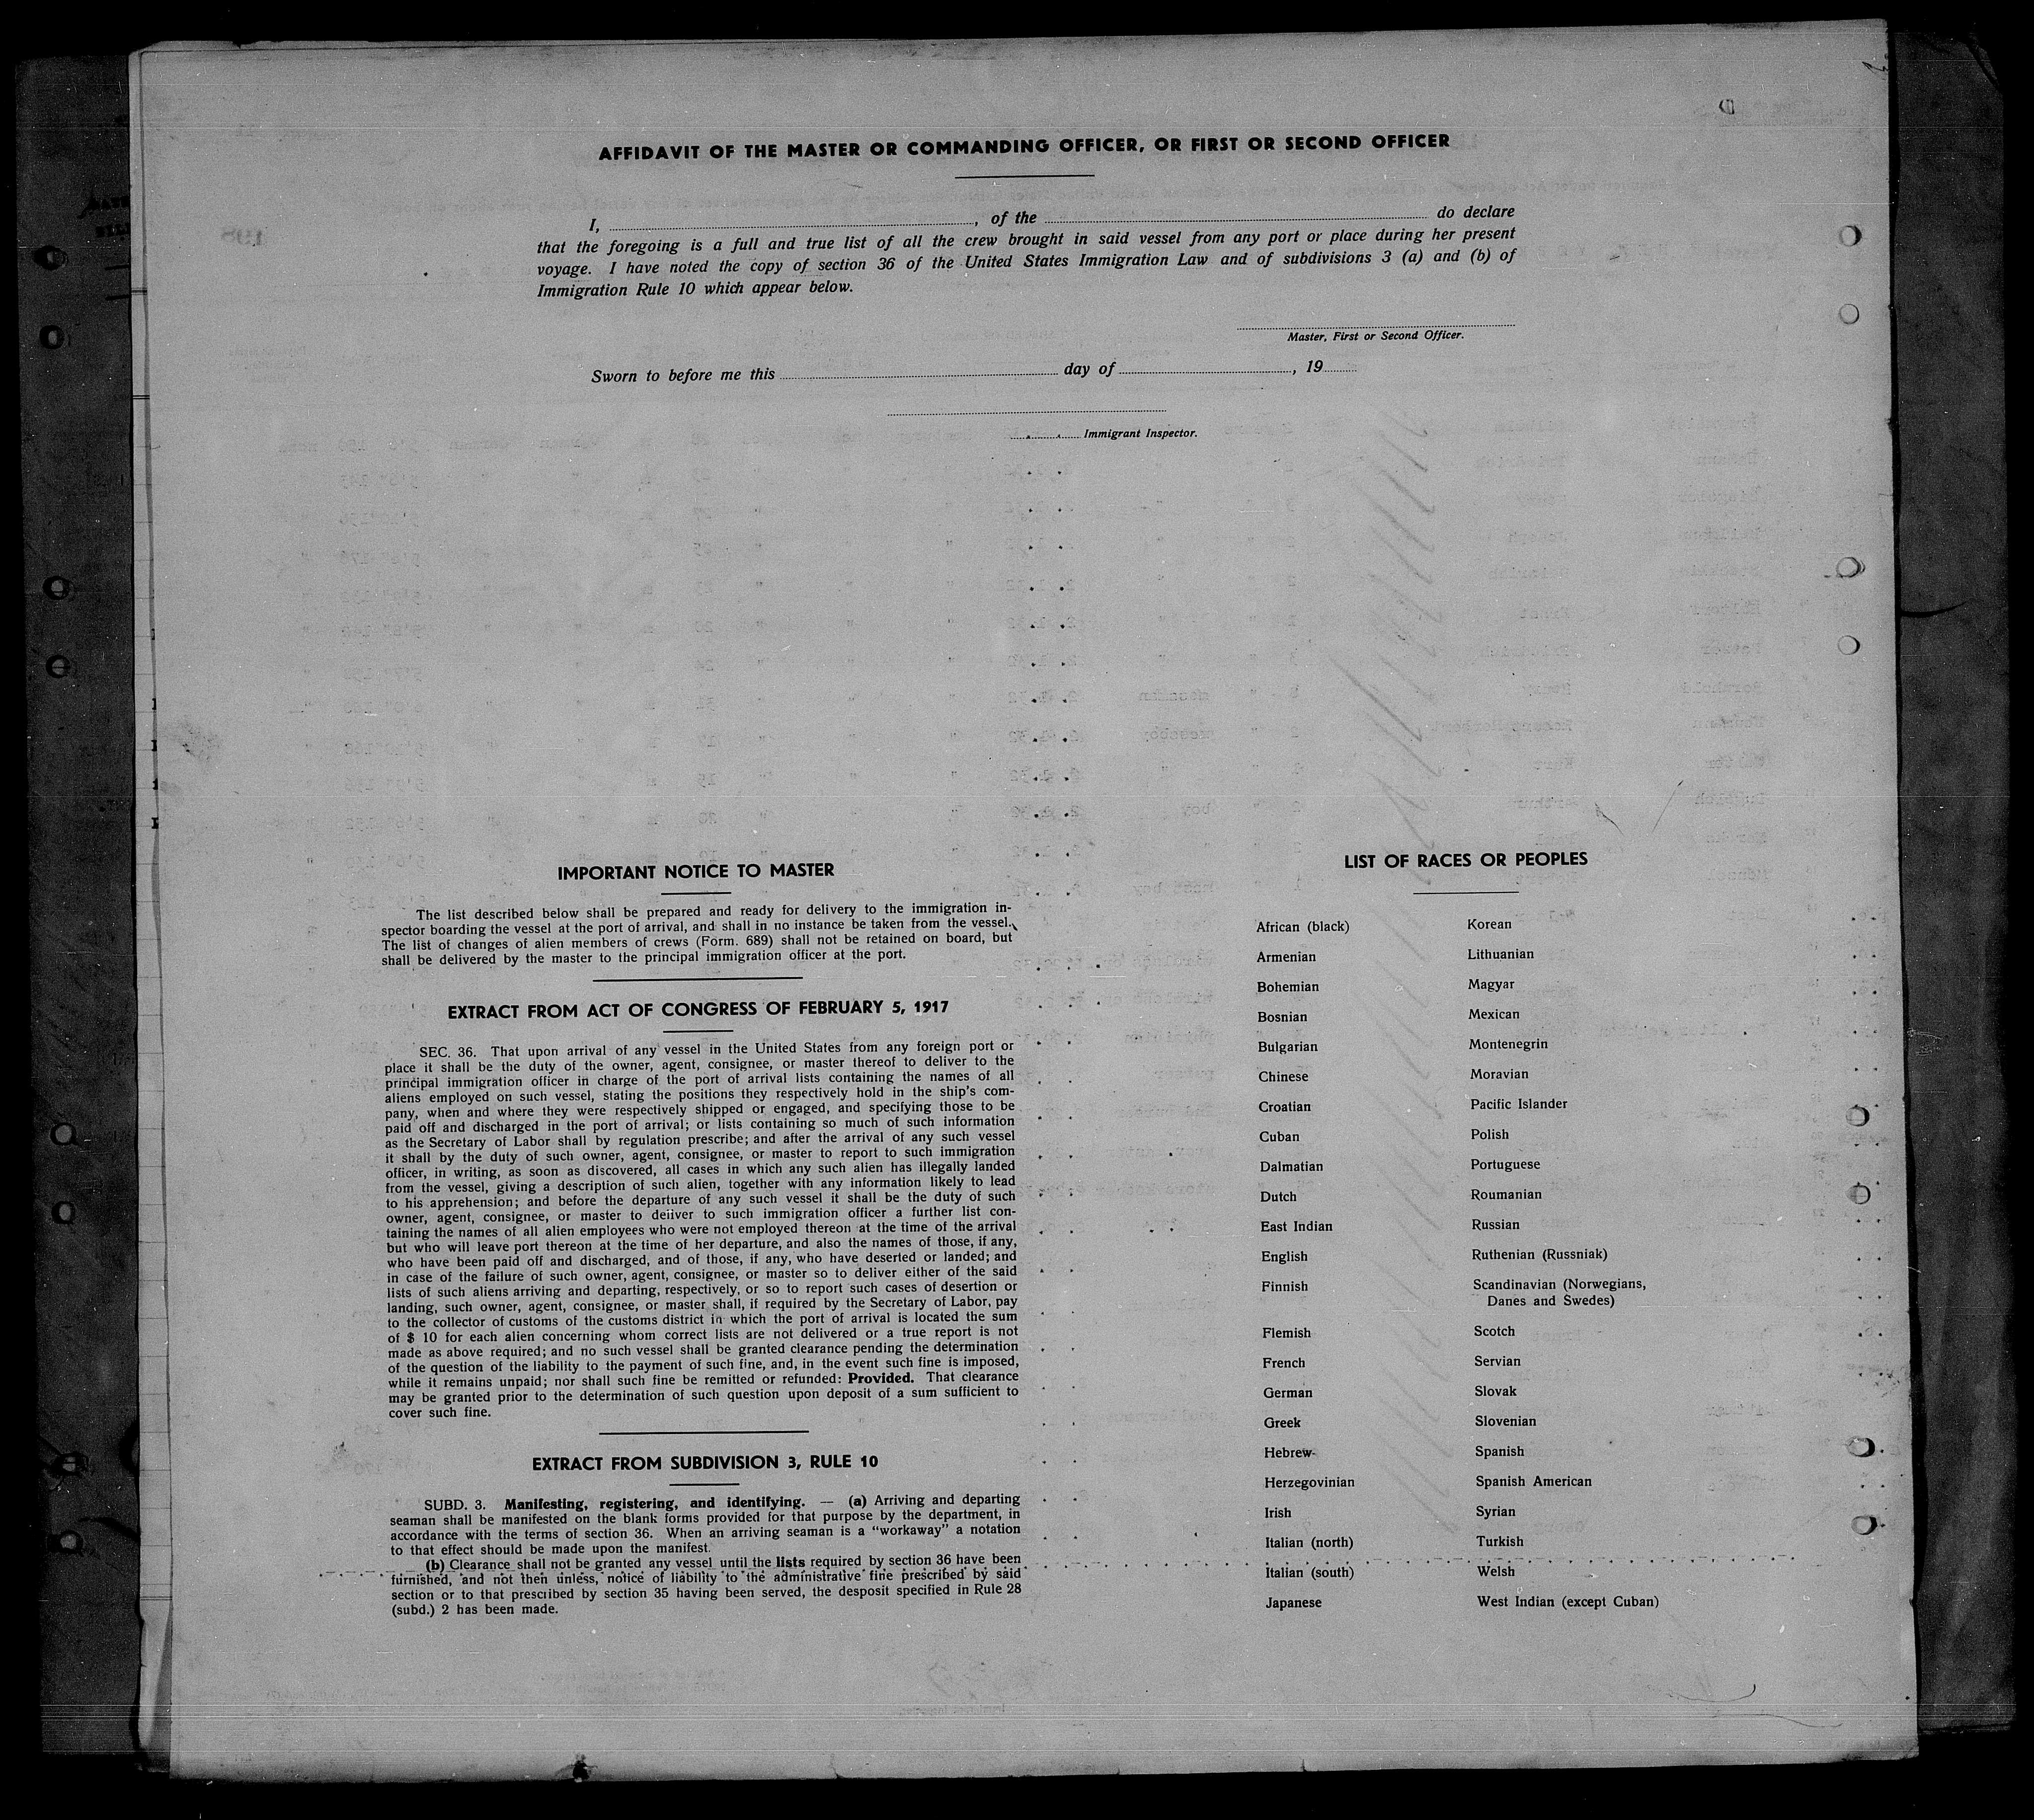 AFFIDAVIT OF THE MASTER OR COMMANDING OFFICER, OR FIRST OR SECOND OFFICER
I, ........, of the ........ do declare
that the foregoing is a full and true list of all the crew brought in said vessel from any port or place during her present
voyage. I have noted the copy of section 36 of the United States Immigration Law and of subdivisions 3 (a) and (b) of
Immigration Rule 10 which appear below.
Master, First or Second Officer.
Sworn to before me this ........ day of ........, 19....
........ Immigrant Inspector.
IMPORTANT NOTICE TO MASTER
The list described below shall be prepared and ready for delivery to the immigration in-
spector boarding the vessel at the port of arrival, and shall in no instance be taken from the vessel.
The list of changes of alien members of crews (Form. 689) shall not be retained on board, but
shall be delivered by the master to the principal immigration officer at the port.
EXTRACT FROM ACT OF CONGRESS OF FEBRUARY 5, 1917
SEC. 36. That upon arrival of any vessel in the United States from any foreign port or
place it shall be the duty of the owner, agent, consignee, or master thereof to deliver to the
principal immigration officer in charge of the port of arrival lists containing the names of all
aliens employed on such vessel, stating the positions they respectively hold in the ship's com-
pany, when and where they were respectively shipped or engaged, and specifying those to be
paid off and discharged in the port of arrival; or lists containing so much of such information
as the Secretary of Labor shall by regulation prescribe; and after the arrival of any such vessel
it shall by the duty of such owner, agent, consignee, or master to report to such immigration
officer, in writing, as soon as discovered, all cases in which any such alien has illegally landed
from the vessel, giving a description of such alien, together with any information likely to lead
to his apprehension; and before the departure of any such vessel it shall be the duty of such
owner, agent, consignee, or master to deliver to such immigration officer a further list con-
taining the names of all alien employees who were not employed thereon at the time of the arrival
but who will leave port thereon at the time of her departure, and also the names of those, if any,
who have been paid off and discharged, and of those, if any, who have deserted or landed; and
in case of the failure of such owner, agent, consignee, or master so to deliver either of the said
lists of such aliens arriving and departing, respectively, or so to report such cases of desertion or
landing, such owner, agent, consignee, or master shall, if required by the Secretary of Labor, pay
to the collector of customs of the customs district in which the port of arrival is located the sum
of $ 10 for each alien concerning whom correct lists are not delivered or a true report is not
made as above required; and no such vessel shall be granted clearance pending the determination
of the question of the liability to the payment of such fine, and, in the event such fine is imposed,
while it remains unpaid; nor shall such fine be remitted or refunded: Provided. That clearance
may be granted prior to the determination of such question upon deposit of a sum sufficient to
cover such fine.
EXTRACT FROM SUBDIVISION 3, RULE 10
SUBD. 3. Manifesting, registering, and identifying. — (a) Arriving and departing
seaman shall be manifested on the blank forms provided for that purpose by the department, in
accordance with the terms of section 36. When an arriving seaman is a “workaway” a notation
to that effect should be made upon the manifest.
(b) Clearance shall not be granted any vessel until the lists required by section 36 have been
furnished, and not then unless, notice of liability to the administrative fine prescribed by said
section or to that prescribed by section 35 having been served, the desposit specified in Rule 28
(subd.) 2 has been made.
LIST OF RACES OR PEOPLES
African (black) Korean
Armenian Lithuanian
Bohemian Magyar
Bosnian Mexican
Bulgarian Montenegrin
Chinese Moravian
Croatian Pacific Islander
Cuban Polish
Dalmatian Portuguese
Dutch Roumanian
East Indian Russian
English Ruthenian (Russniak)
Finnish Scandinavian (Norwegians,
Danes and Swedes)
Flemish Scotch
French Servian
German Slovak
Greek Slovenian
Hebrew Spanish
Herzegovinian Spanish American
Irish Syrian
Italian (north) Turkish
Italian (south) Welsh
Japanese West Indian (except Cuban)